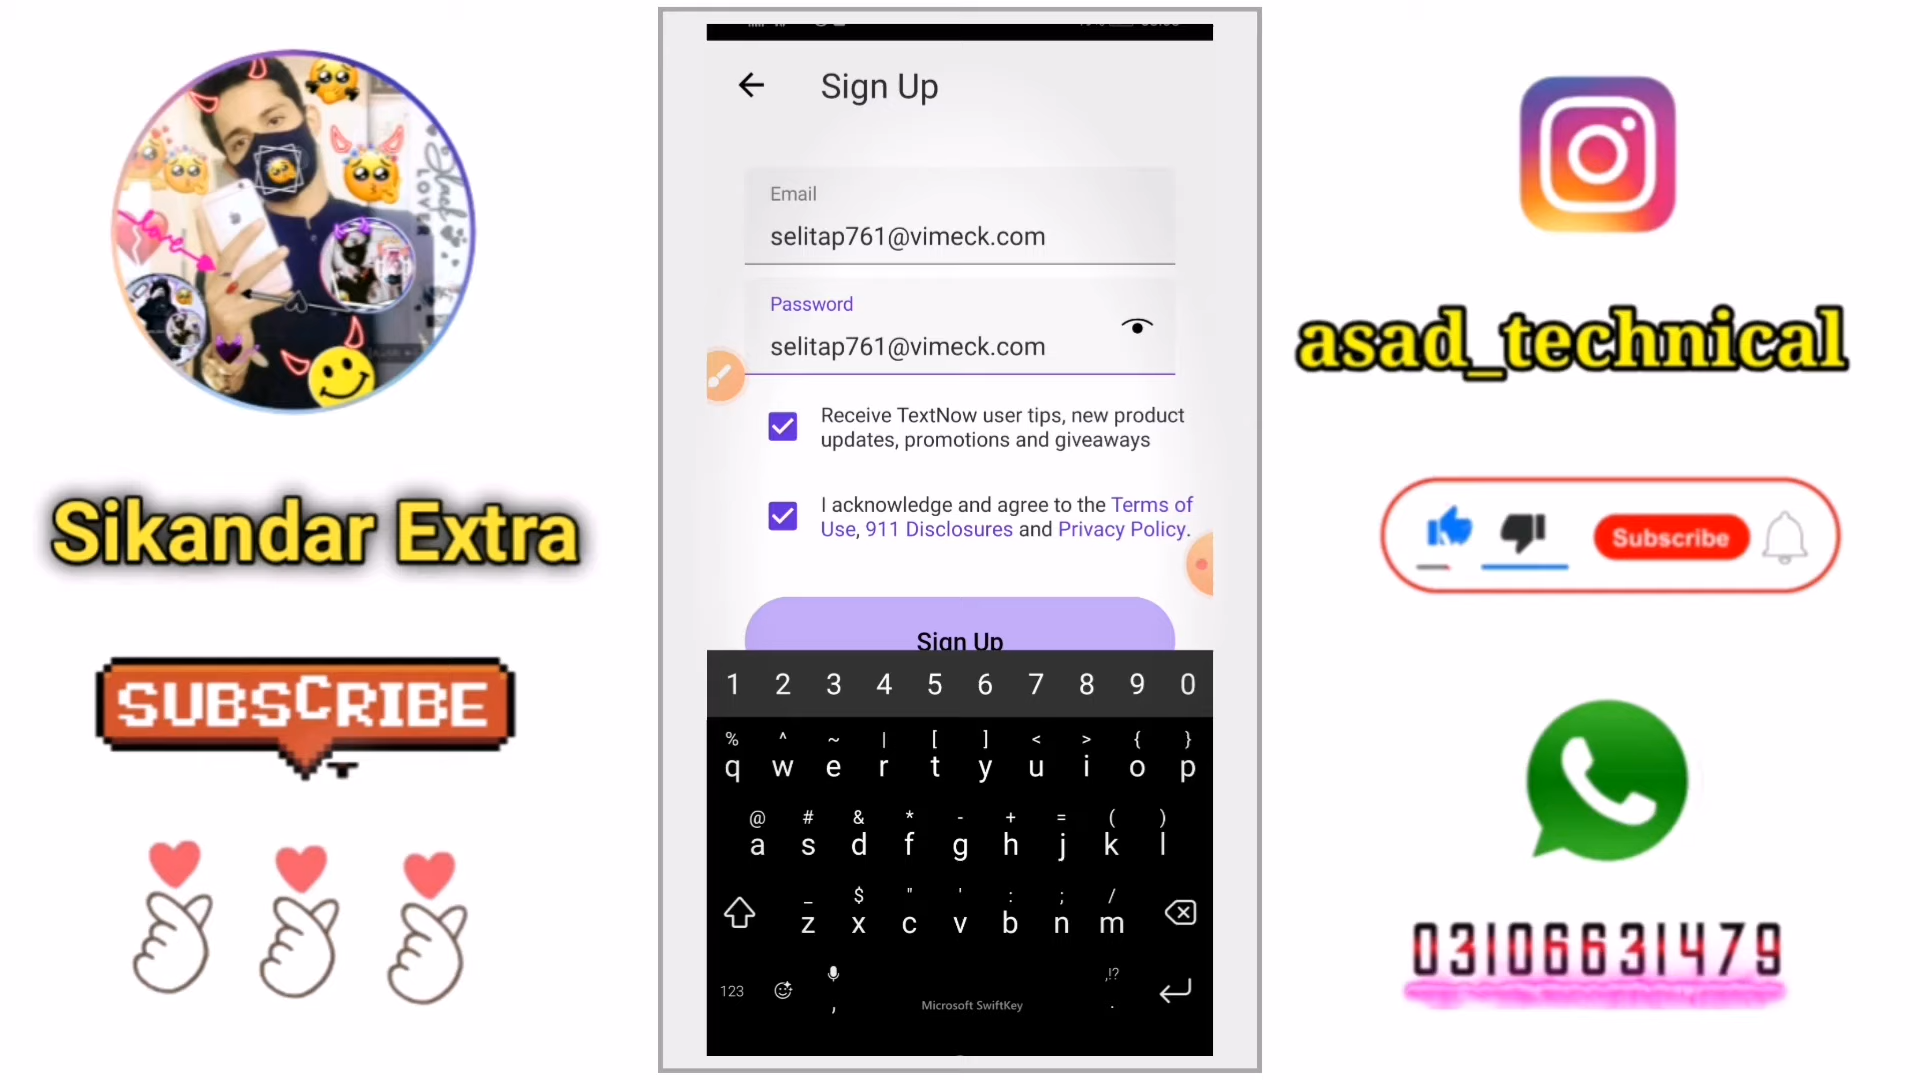 Sign Up
Email
selitap761@vimeck.com
Password
selitap761@vimeck.com
Receive TextNow user tips, new product
updates, promotions and giveaways
I acknowledge and agree to the Terms of
Use, 911 Disclosures and Privacy Policy.
Sign Up
1 2 3 4 5 6 7 8 9 0
% ^ ~ | [ ] < > { }
q w e r t y u i o p
@ # & * - + = ( )
a s d f g h j k l
_ $ " ' : ; /
z x c v b n m
,!?
123 , Microsoft SwiftKey .
love
LOVER
Sikandar Extra
SUBSCRIBE
asad_technical
Subscribe
03106631479